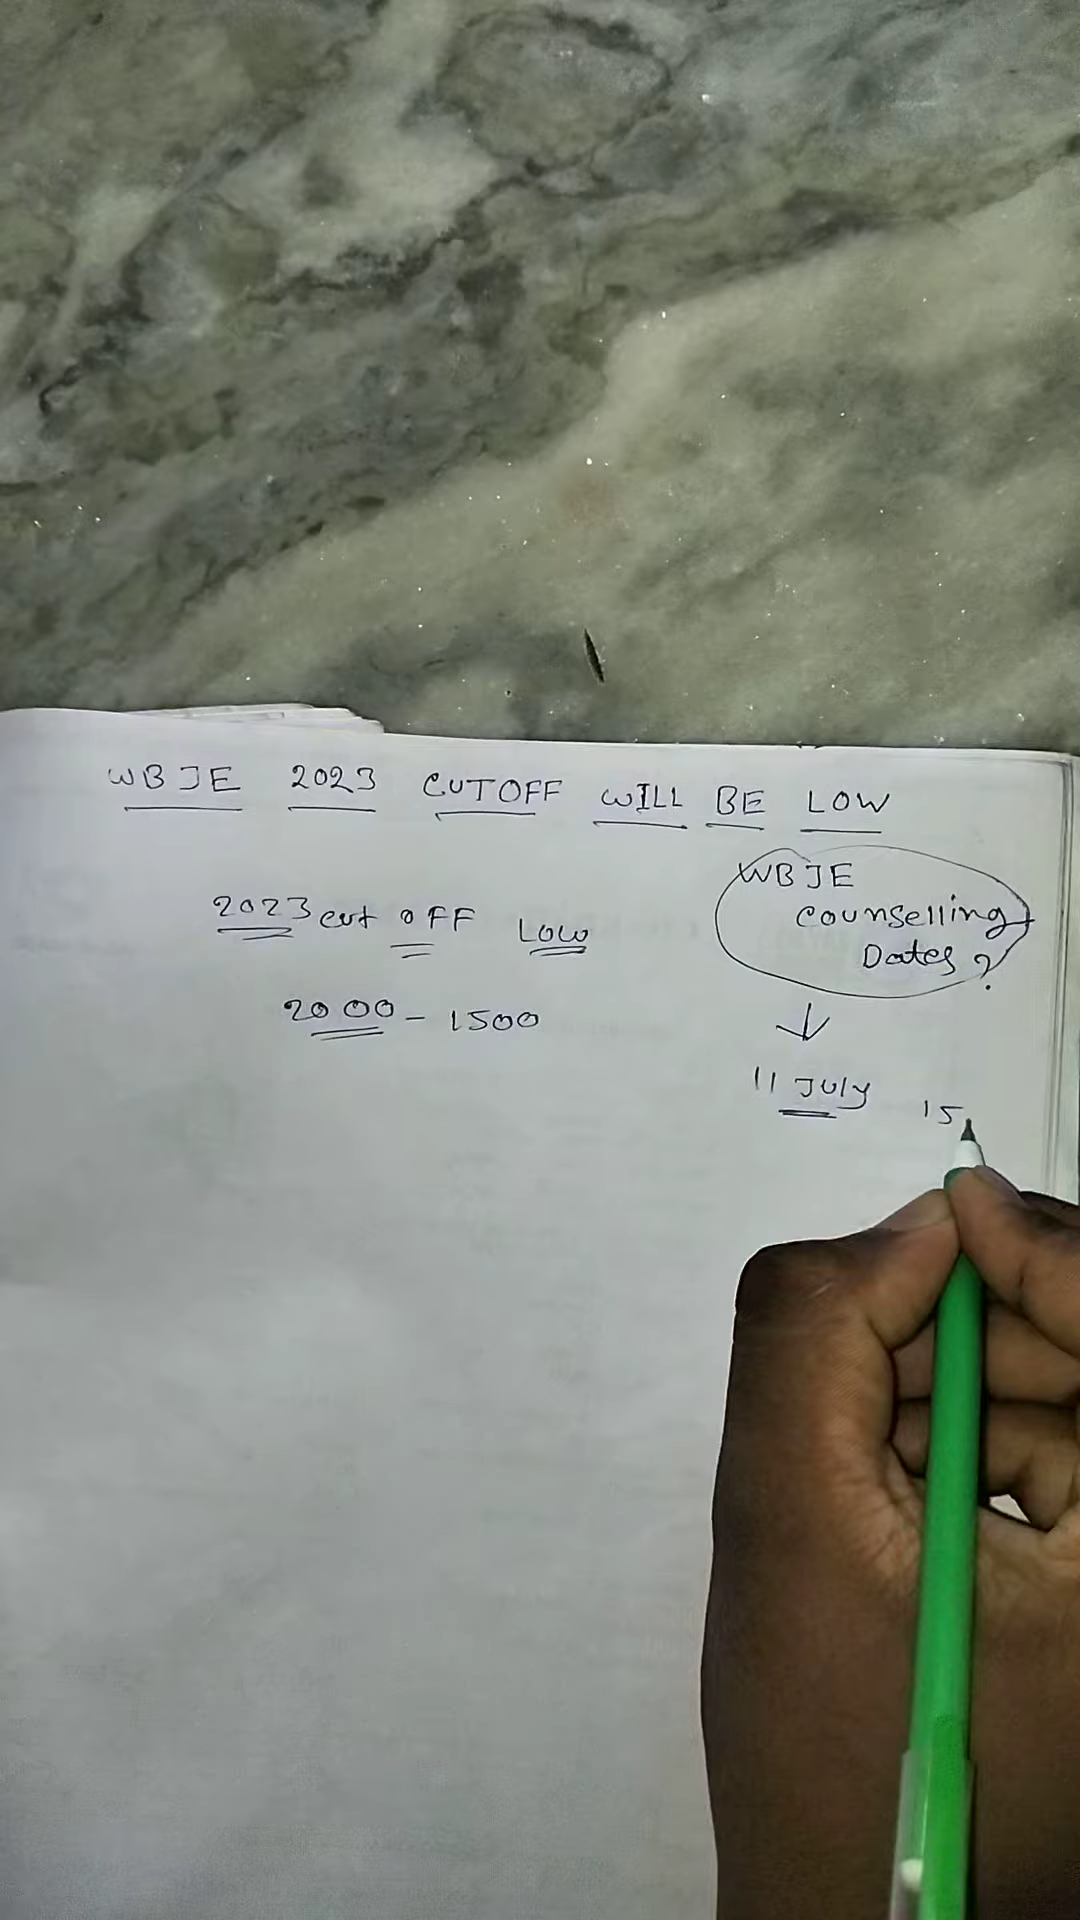 WBJE 2023 CUTOFF WILL BE LOW
2023 cut OFF LOW
2000 - 1500
WBJE
Counselling
Dates?
11 July 15